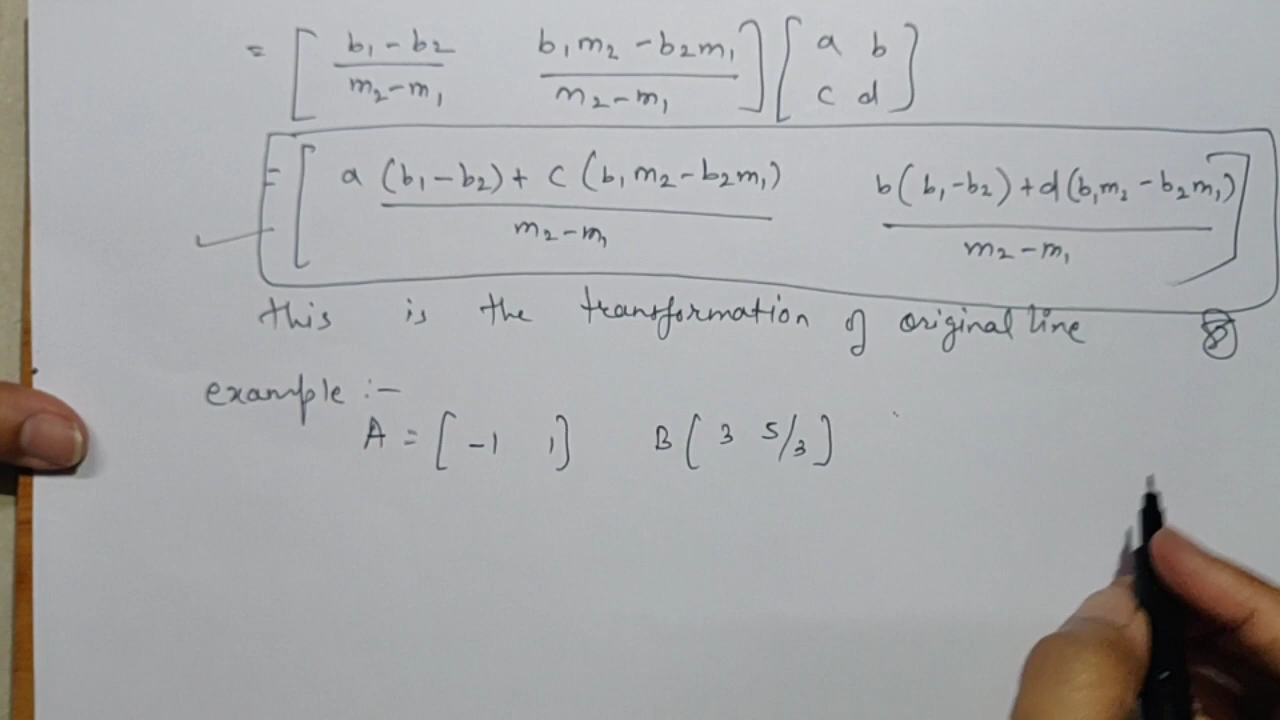 = [ (b₁-b₂)/(m₂-m₁) (b₁m₂-b₂m₁)/(m₂-m₁) ] [ a b
c d ]
= [ (a(b₁-b₂)+c(b₁m₂-b₂m₁))/(m₂-m₁) (b(b₁-b₂)+d(b₁m₂-b₂m₁))/(m₂-m₁) ]
this is the transformation of original line
example :-
A = [ -1 1 ] B [ 3 5/3 ]